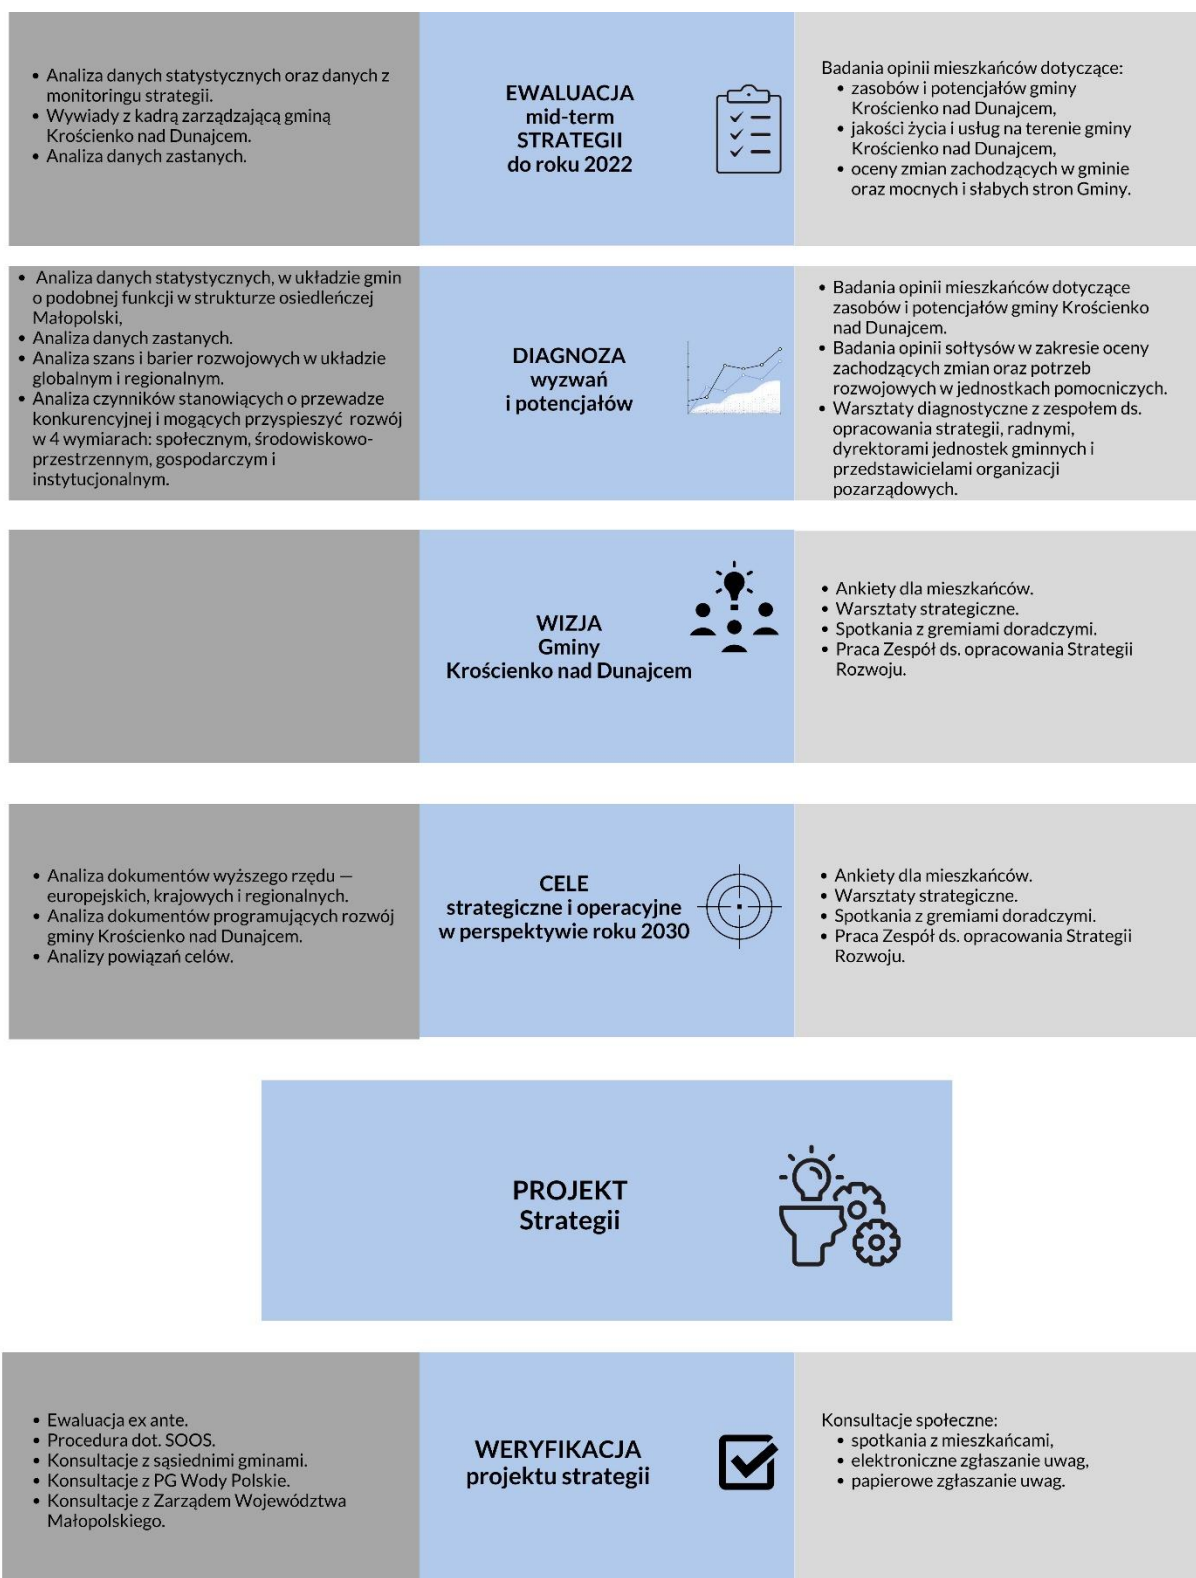 • Analiza danych statystycznych oraz danych z
monitoringu strategii.
• Wywiady z kadrą zarządzającą gminą
Krościenko nad Dunajcem.
• Analiza danych zastanych.
EWALUACJA
mid-term
STRATEGII
do roku 2022
Badania opinii mieszkańców dotyczące:
• zasobów i potencjałów gminy
Krościenko nad Dunajcem,
• jakości życia i usług na terenie gminy
Krościenko nad Dunajcem,
• oceny zmian zachodzących w gminie
oraz mocnych i słabych stron Gminy.
• Analiza danych statystycznych, w układzie gmin
o podobnej funkcji w strukturze osiedleńczej
Małopolski,
• Analiza danych zastanych.
• Analiza szans i barier rozwojowych w układzie
globalnym i regionalnym.
• Analiza czynników stanowiących o przewadze
konkurencyjnej i mogących przyspieszyć rozwój
w 4 wymiarach: społecznym, środowiskowo-
przestrzennym, gospodarczym i
instytucjonalnym.
DIAGNOZA
wyzwań
i potencjałów
• Badania opinii mieszkańców dotyczące
zasobów i potencjałów gminy Krościenko
nad Dunajcem.
• Badania opinii sołtysów w zakresie oceny
zachodzących zmian oraz potrzeb
rozwojowych w jednostkach pomocniczych.
• Warsztaty diagnostyczne z zespołem ds.
opracowania strategii, radnymi,
dyrektorami jednostek gminnych i
przedstawicielami organizacji
pozarządowych.
WIZJA
Gminy
Krościenko nad Dunajcem
• Ankiety dla mieszkańców.
• Warsztaty strategiczne.
• Spotkania z gremiami doradczymi.
• Praca Zespół ds. opracowania Strategii
Rozwoju.
• Analiza dokumentów wyższego rzędu —
europejskich, krajowych i regionalnych.
• Analiza dokumentów programujących rozwój
gminy Krościenko nad Dunajcem.
• Analizy powiązań celów.
CELE
strategiczne i operacyjne
w perspektywie roku 2030
• Ankiety dla mieszkańców.
• Warsztaty strategiczne.
• Spotkania z gremiami doradczymi.
• Praca Zespół ds. opracowania Strategii
Rozwoju.
PROJEKT
Strategii
• Ewaluacja ex ante.
• Procedura dot. SOOS.
• Konsultacje z sąsiednimi gminami.
• Konsultacje z PG Wody Polskie.
• Konsultacje z Zarządem Województwa
Małopolskiego.
WERYFIKACJA
projektu strategii
Konsultacje społeczne:
• spotkania z mieszkańcami,
• elektroniczne zgłaszanie uwag,
• papierowe zgłaszanie uwag.